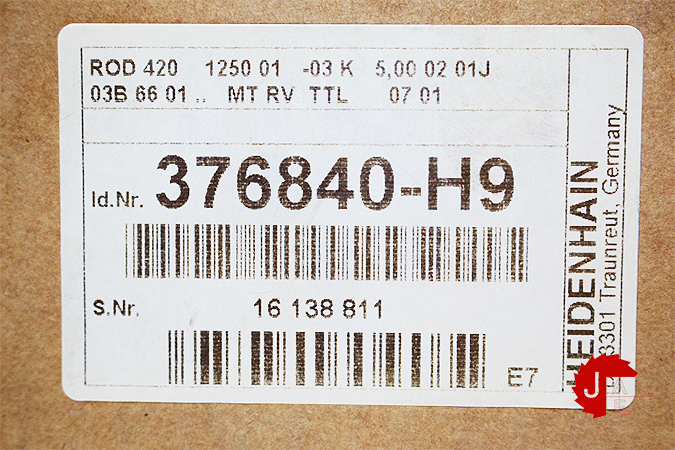 ROD 420 1250 01 -03 K 5,00 02 01J
03B 66 01 .. MT RV TTL 07 01
Id.Nr. 376840-H9
S.Nr. 16 138 811
E7
HEIDENHAIN
3301 Traunreut, Germany
J